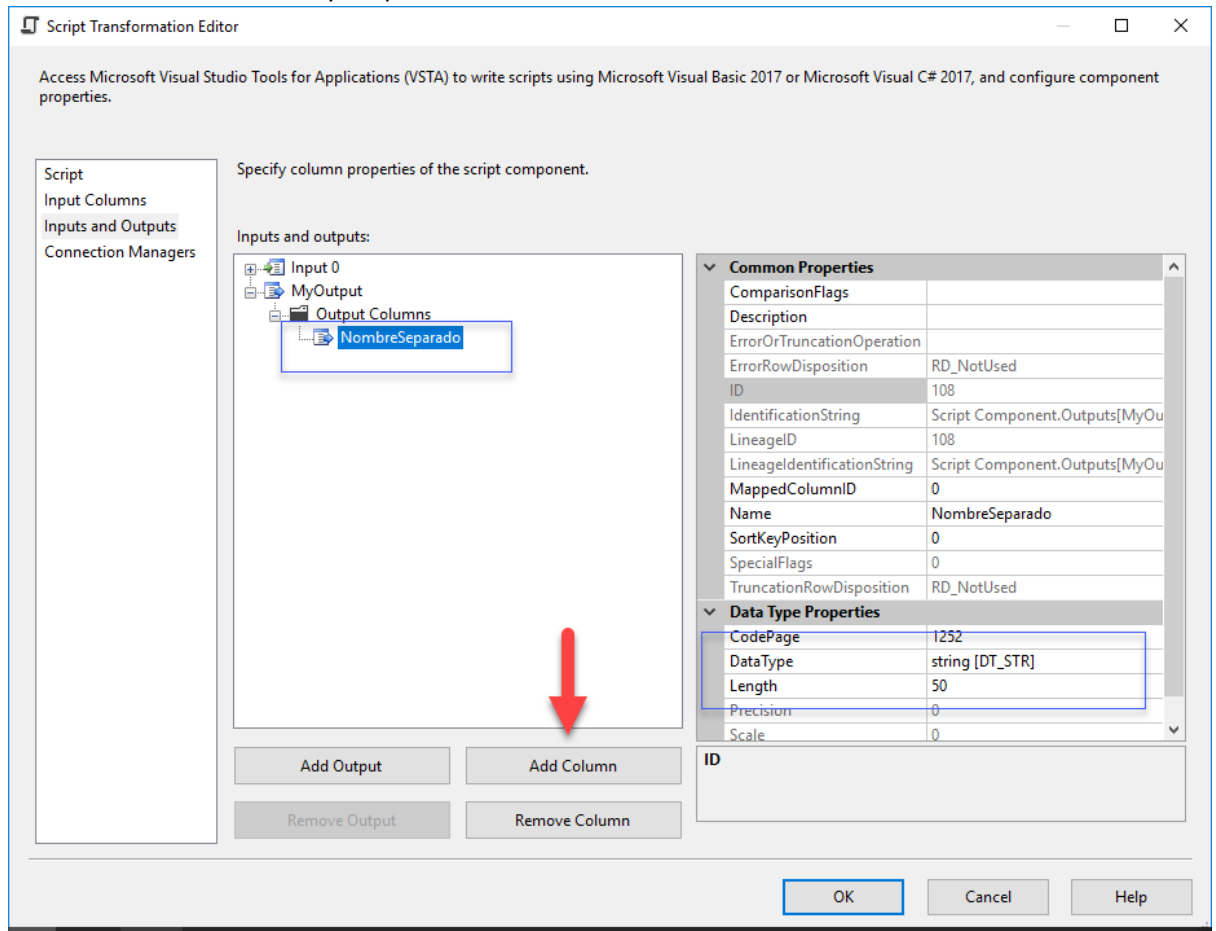 Script Transformation Editor
Access Microsoft Visual Studio Tools for Applications (VSTA) to write scripts using Microsoft Visual Basic 2017 or Microsoft Visual C# 2017, and configure component
properties.
Script
Input Columns
Inputs and Outputs
Connection Managers
Specify column properties of the script component.
Inputs and outputs:
Input 0
MyOutput
Output Columns
NombreSeparado
Common Properties
ComparisonFlags
Description
ErrorOrTruncationOperation
ErrorRowDisposition RD_NotUsed
ID 108
IdentificationString Script Component.Outputs[MyOu
LineageID 108
LineageIdentificationString Script Component.Outputs[MyOu
MappedColumnID 0
Name NombreSeparado
SortKeyPosition 0
SpecialFlags 0
TruncationRowDisposition RD_NotUsed
Data Type Properties
CodePage 1252
DataType string [DT_STR]
Length 50
Precision 0
Scale 0
Add Output Add Column
Remove Output Remove Column
ID
OK Cancel Help